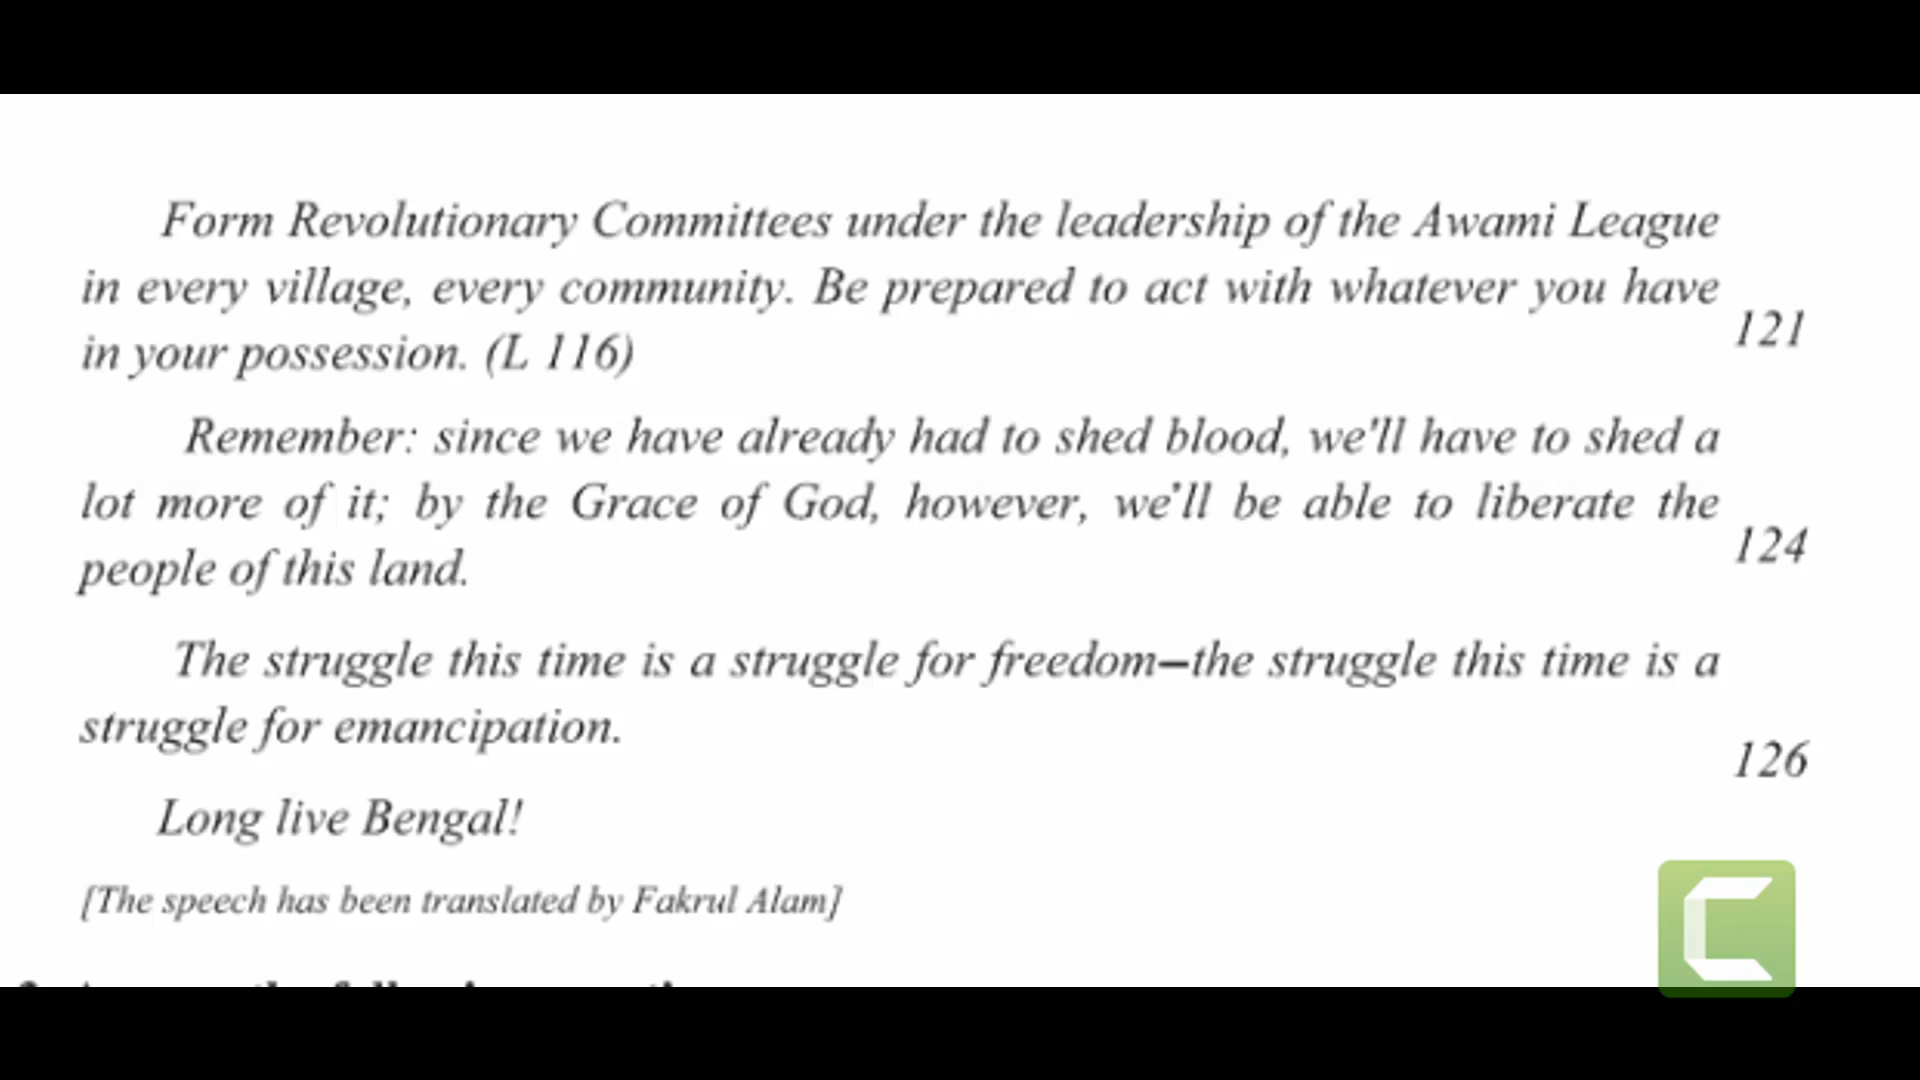 Form Revolutionary Committees under the leadership of the Awami League
in every village, every community. Be prepared to act with whatever you have
121
in your possession. (L 116)
Remember: since we have already had to shed blood, we'll have to shed a
lot more of it; by the Grace of God, however, we'll be able to liberate the
124
people of this land.
The struggle this time is a struggle for freedom—the struggle this time is a
struggle for emancipation.
126
Long live Bengal!
[The speech has been translated by Fakrul Alam]